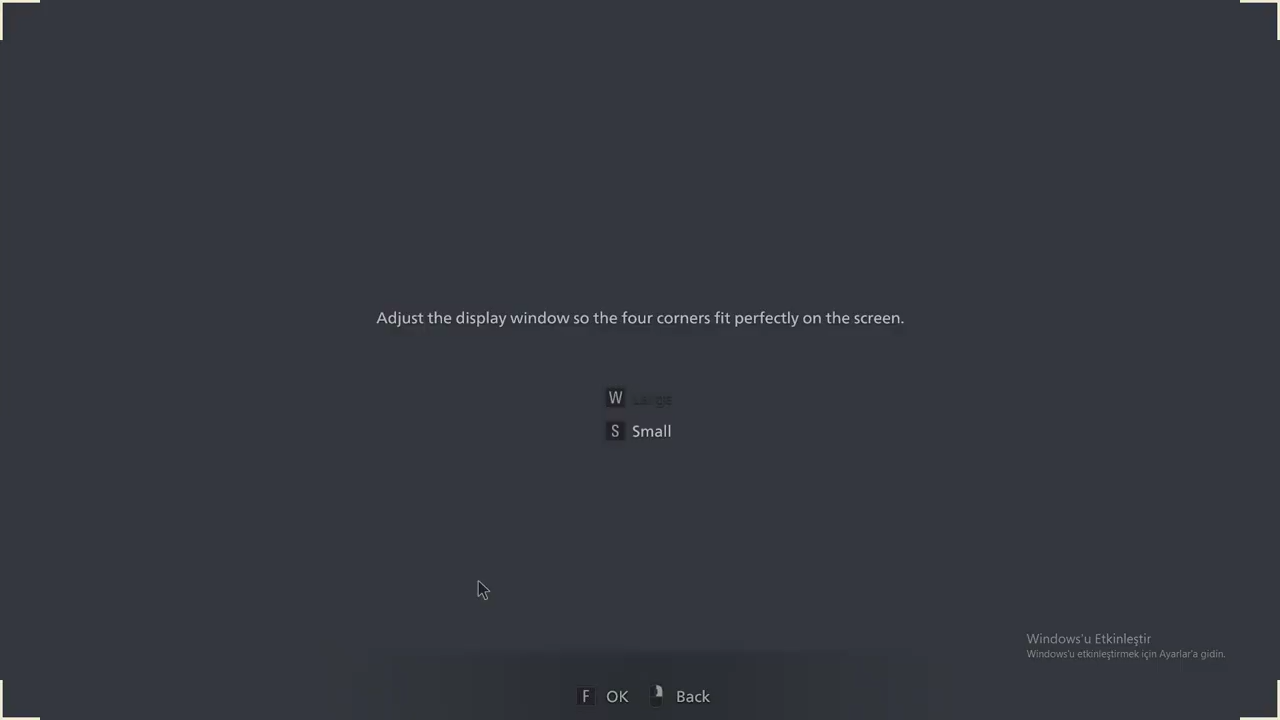 Adjust the display window so the four corners fit perfectly on the screen.
W Large
S Small
Windows'u Etkinleştir
Windows'u etkinleştirmek için Ayarlar'a gidin.
F OK Back